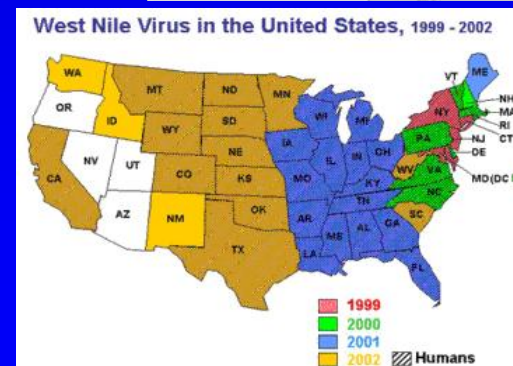 West Nile Virus in the United States, 1999 - 2002
WA
MT
ND
MN
VT
ME
OR
ID
WY
SD
WI
MI
NY
NH
MA
RI
CT
NV
UT
CO
NE
IA
IL
IN
OH
PA
NJ
DE
MD(DC
CA
KS
MO
KY
WV
VA
AZ
NM
OK
AR
TN
NC
SC
TX
LA
MS
AL
GA
FL
1999
2000
2001
2002
Humans